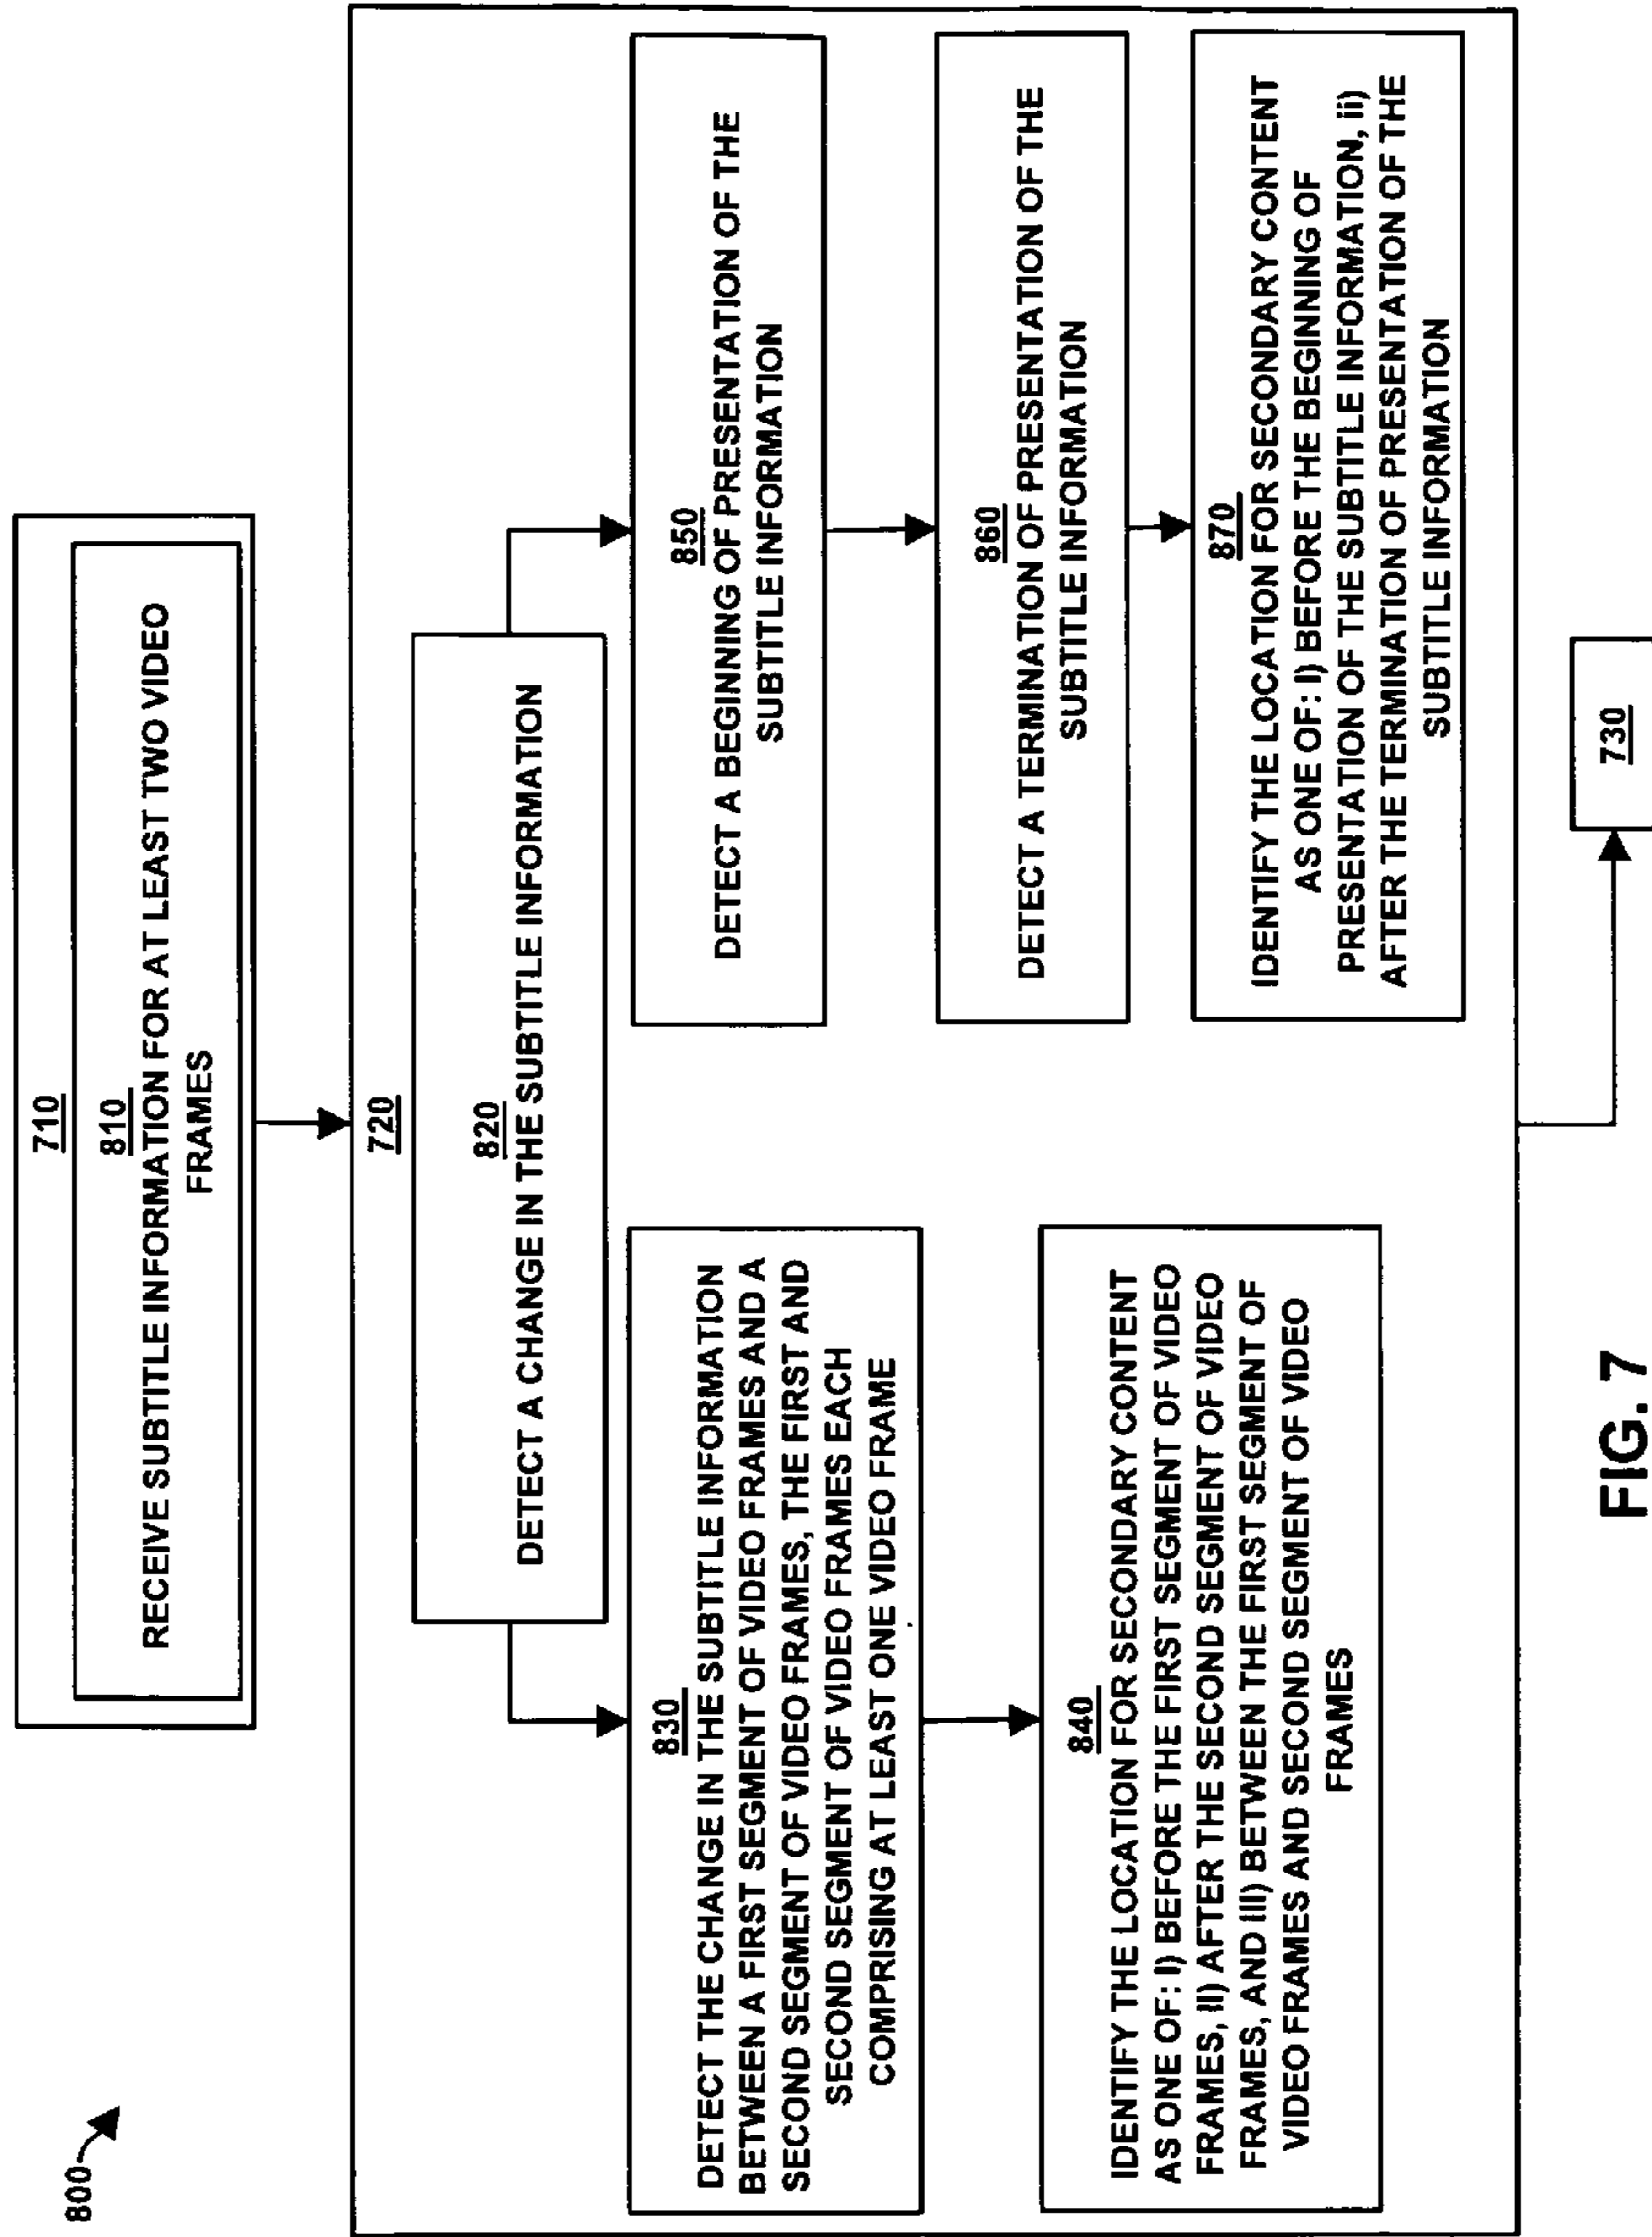 800
710
810
RECEIVE SUBTITLE INFORMATION FOR AT LEAST TWO VIDEO
FRAMES
720
820
DETECT A CHANGE IN THE SUBTITLE INFORMATION
830
DETECT THE CHANGE IN THE SUBTITLE INFORMATION
BETWEEN A FIRST SEGMENT OF VIDEO FRAMES AND A
SECOND SEGMENT OF VIDEO FRAMES, THE FIRST AND
SECOND SEGMENT OF VIDEO FRAMES EACH
COMPRISING AT LEAST ONE VIDEO FRAME
840
IDENTIFY THE LOCATION FOR SECONDARY CONTENT
AS ONE OF: I) BEFORE THE FIRST SEGMENT OF VIDEO
FRAMES, II) AFTER THE SECOND SEGMENT OF VIDEO
FRAMES, AND III) BETWEEN THE FIRST SEGMENT OF
VIDEO FRAMES AND SECOND SEGMENT OF VIDEO
FRAMES
850
DETECT A BEGINNING OF PRESENTATION OF THE
SUBTITLE INFORMATION
860
DETECT A TERMINATION OF PRESENTATION OF THE
SUBTITLE INFORMATION
870
IDENTIFY THE LOCATION FOR SECONDARY CONTENT
AS ONE OF: I) BEFORE THE BEGINNING OF
PRESENTATION OF THE SUBTITLE INFORMATION, ii)
AFTER THE TERMINATION OF PRESENTATION OF THE
SUBTITLE INFORMATION
730
FIG. 7